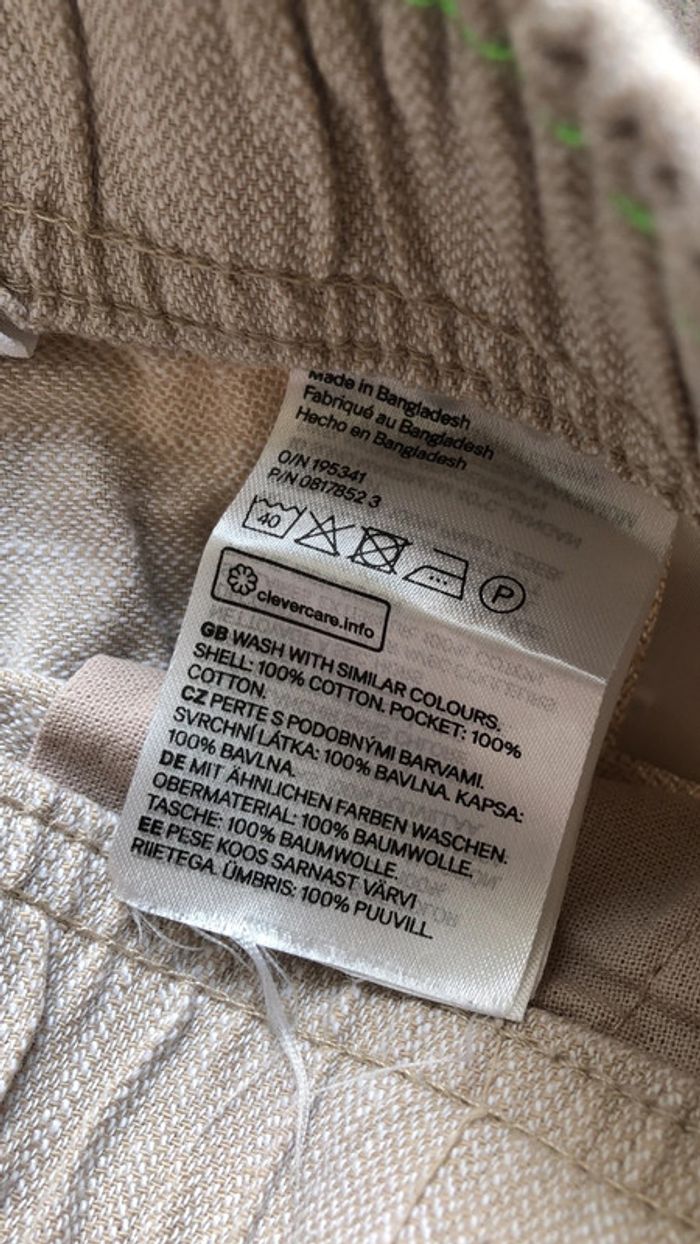 Made in Bangladesh
Fabriqué au Bangladesh
Hecho en Bangladesh
O/N 195341
P/N 0817852 3
40
P
clevercare.info
GB WASH WITH SIMILAR COLOURS.
SHELL: 100% COTTON. POCKET: 100%
COTTON.
CZ PERTE S PODOBNÝMI BARVAMI.
SVRCHNÍ LÁTKA: 100% BAVLNA. KAPSA:
100% BAVLNA.
DE MIT ÄHNLICHEN FARBEN WASCHEN.
OBERMATERIAL: 100% BAUMWOLLE,
TASCHE: 100% BAUMWOLLE.
EE PESE KOOS SARNAST VÄRVI
RIIETEGA. ÜMBRIS: 100% PUUVILL.